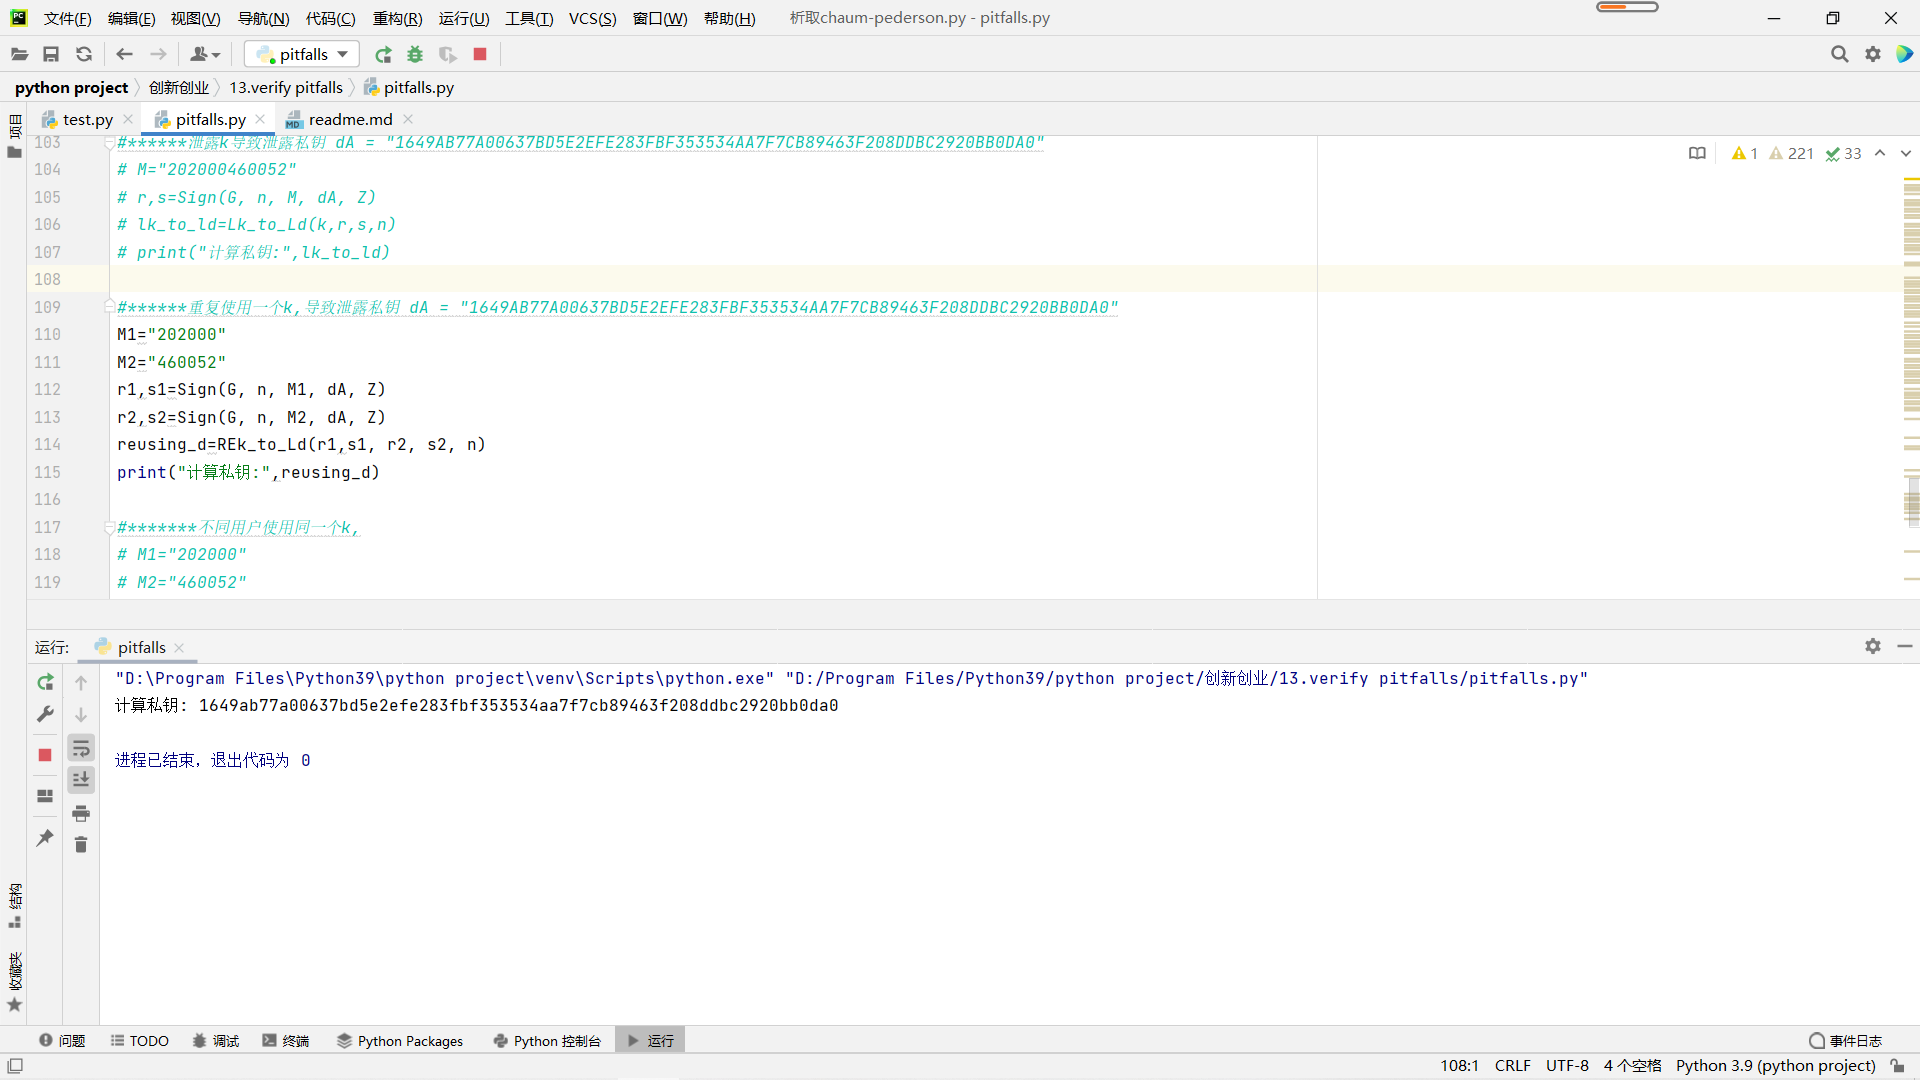 文件(F) 编辑(E) 视图(V) 导航(N) 代码(C) 重构(R) 运行(U) 工具(T) VCS(S) 窗口(W) 帮助(H) 析取chaum-pederson.py - pitfalls.py
pitfalls
python project 创新创业 13.verify pitfalls pitfalls.py
test.py pitfalls.py readme.md
项目
1 221 33
103 #******泄露k导致泄露私钥 dA = "1649AB77A00637BD5E2EFE283FBF353534AA7F7CB89463F208DDBC2920BB0DA0"
104 # M="202000460052"
105 # r,s=Sign(G, n, M, dA, Z)
106 # lk_to_ld=Lk_to_Ld(k,r,s,n)
107 # print("计算私钥:",lk_to_ld)
108
109 #******重复使用一个k,导致泄露私钥 dA = "1649AB77A00637BD5E2EFE283FBF353534AA7F7CB89463F208DDBC2920BB0DA0"
110 M1="202000"
111 M2="460052"
112 r1,s1=Sign(G, n, M1, dA, Z)
113 r2,s2=Sign(G, n, M2, dA, Z)
114 reusing_d=REk_to_Ld(r1,s1, r2, s2, n)
115 print("计算私钥:",reusing_d)
116
117 #*******不同用户使用同一个k,
118 # M1="202000"
119 # M2="460052"
运行: pitfalls
"D:\Program Files\Python39\python project\venv\Scripts\python.exe" "D:/Program Files/Python39/python project/创新创业/13.verify pitfalls/pitfalls.py"
计算私钥: 1649ab77a00637bd5e2efe283fbf353534aa7f7cb89463f208ddbc2920bb0da0
进程已结束，退出代码为 0
结构
收藏夹
问题 TODO 调试 终端 Python Packages Python 控制台 运行 事件日志
108:1 CRLF UTF-8 4 个空格 Python 3.9 (python project)